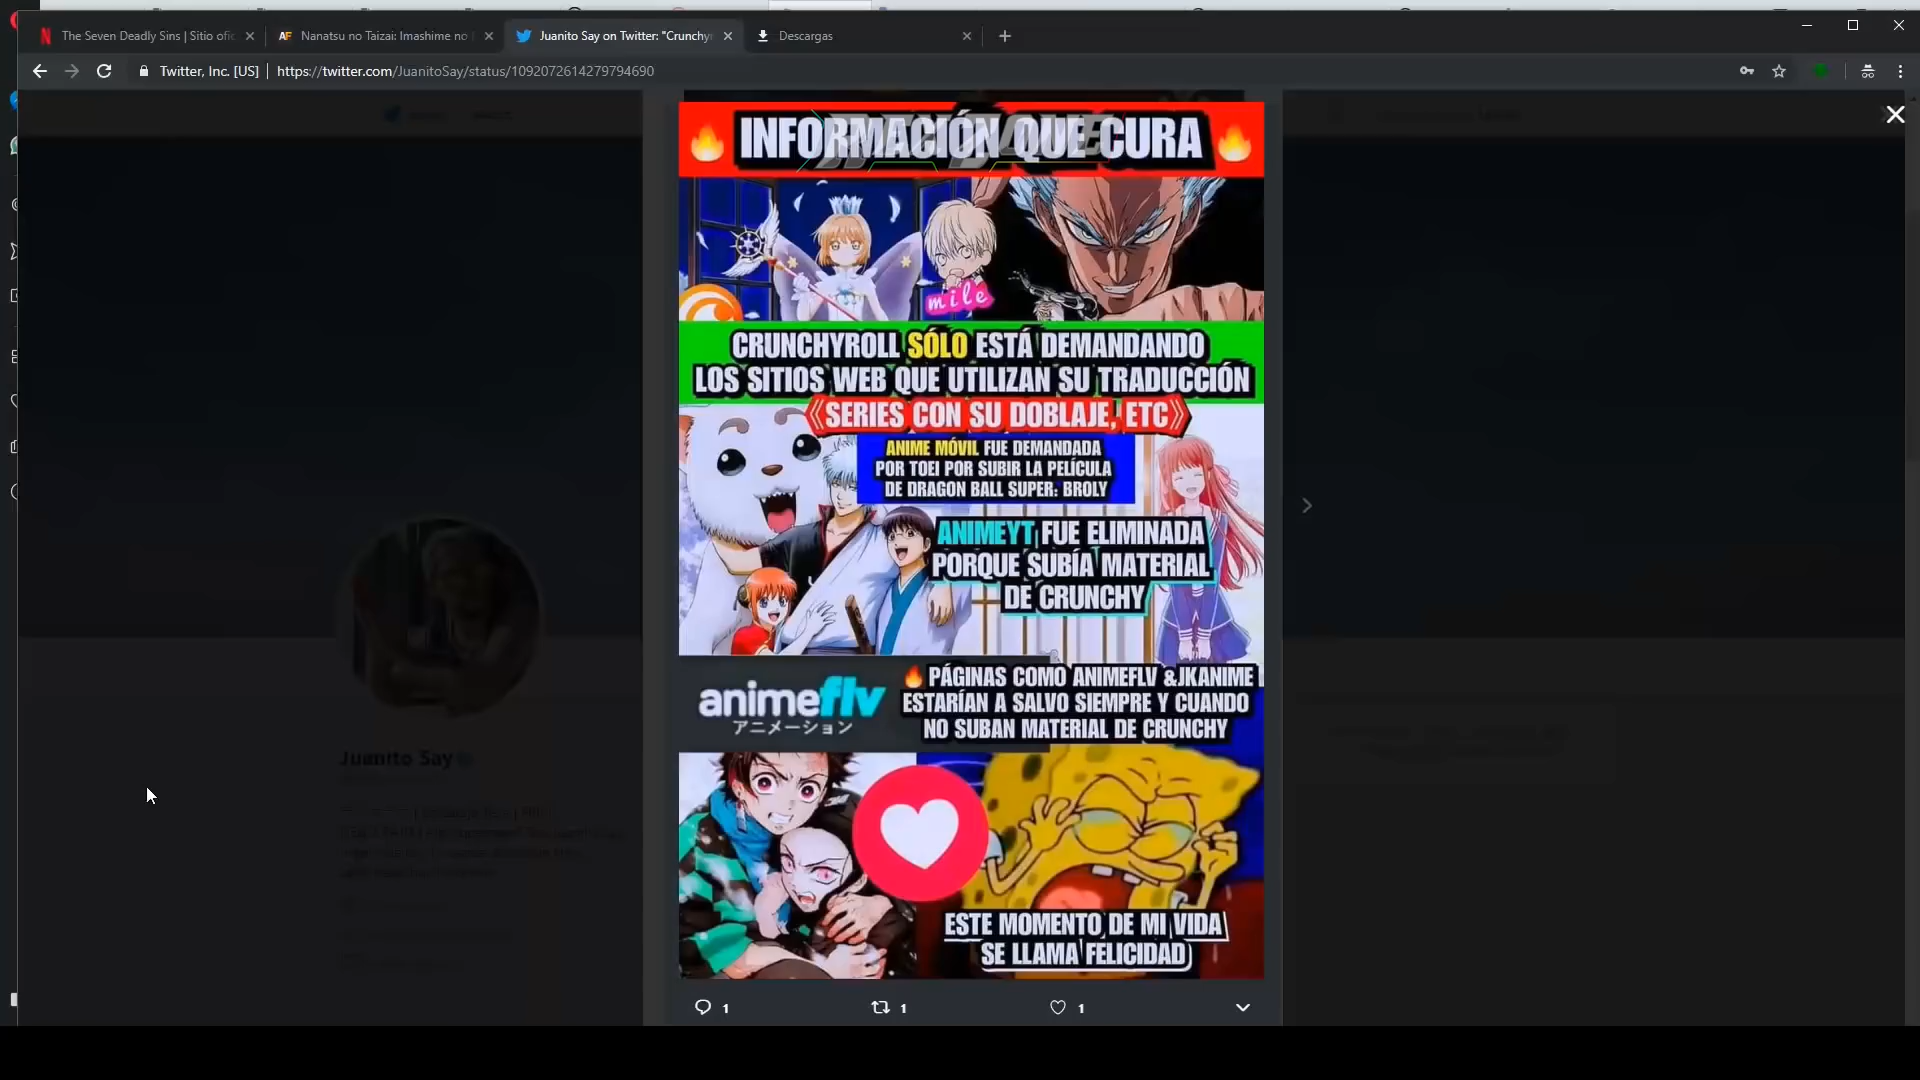 The Seven Deadly Sins | Sitio ofic
Nanatsu no Taizai: Imashime no
Juanito Say on Twitter: "Crunchyr
Descargas
Twitter, Inc. [US]
https://twitter.com/JuanitoSay/status/1092072614279794690
INFORMACIÓN QUE CURA
mile
CRUNCHYROLL SÓLO ESTÁ DEMANDANDO
LOS SITIOS WEB QUE UTILIZAN SU TRADUCCIÓN
《SERIES CON SU DOBLAJE, ETC》
ANIME MÓVIL FUE DEMANDADA
POR TOEI POR SUBIR LA PELÍCULA
DE DRAGON BALL SUPER: BROLY
ANIMEYT FUE ELIMINADA
PORQUE SUBÍA MATERIAL
DE CRUNCHY
animeflv
アニメーション
PÁGINAS COMO ANIMEFLV &JKANIME
ESTARÍAN A SALVO SIEMPRE Y CUANDO
NO SUBAN MATERIAL DE CRUNCHY
Juanito Say
ESTE MOMENTO DE MI VIDA
SE LLAMA FELICIDAD
1
1
1